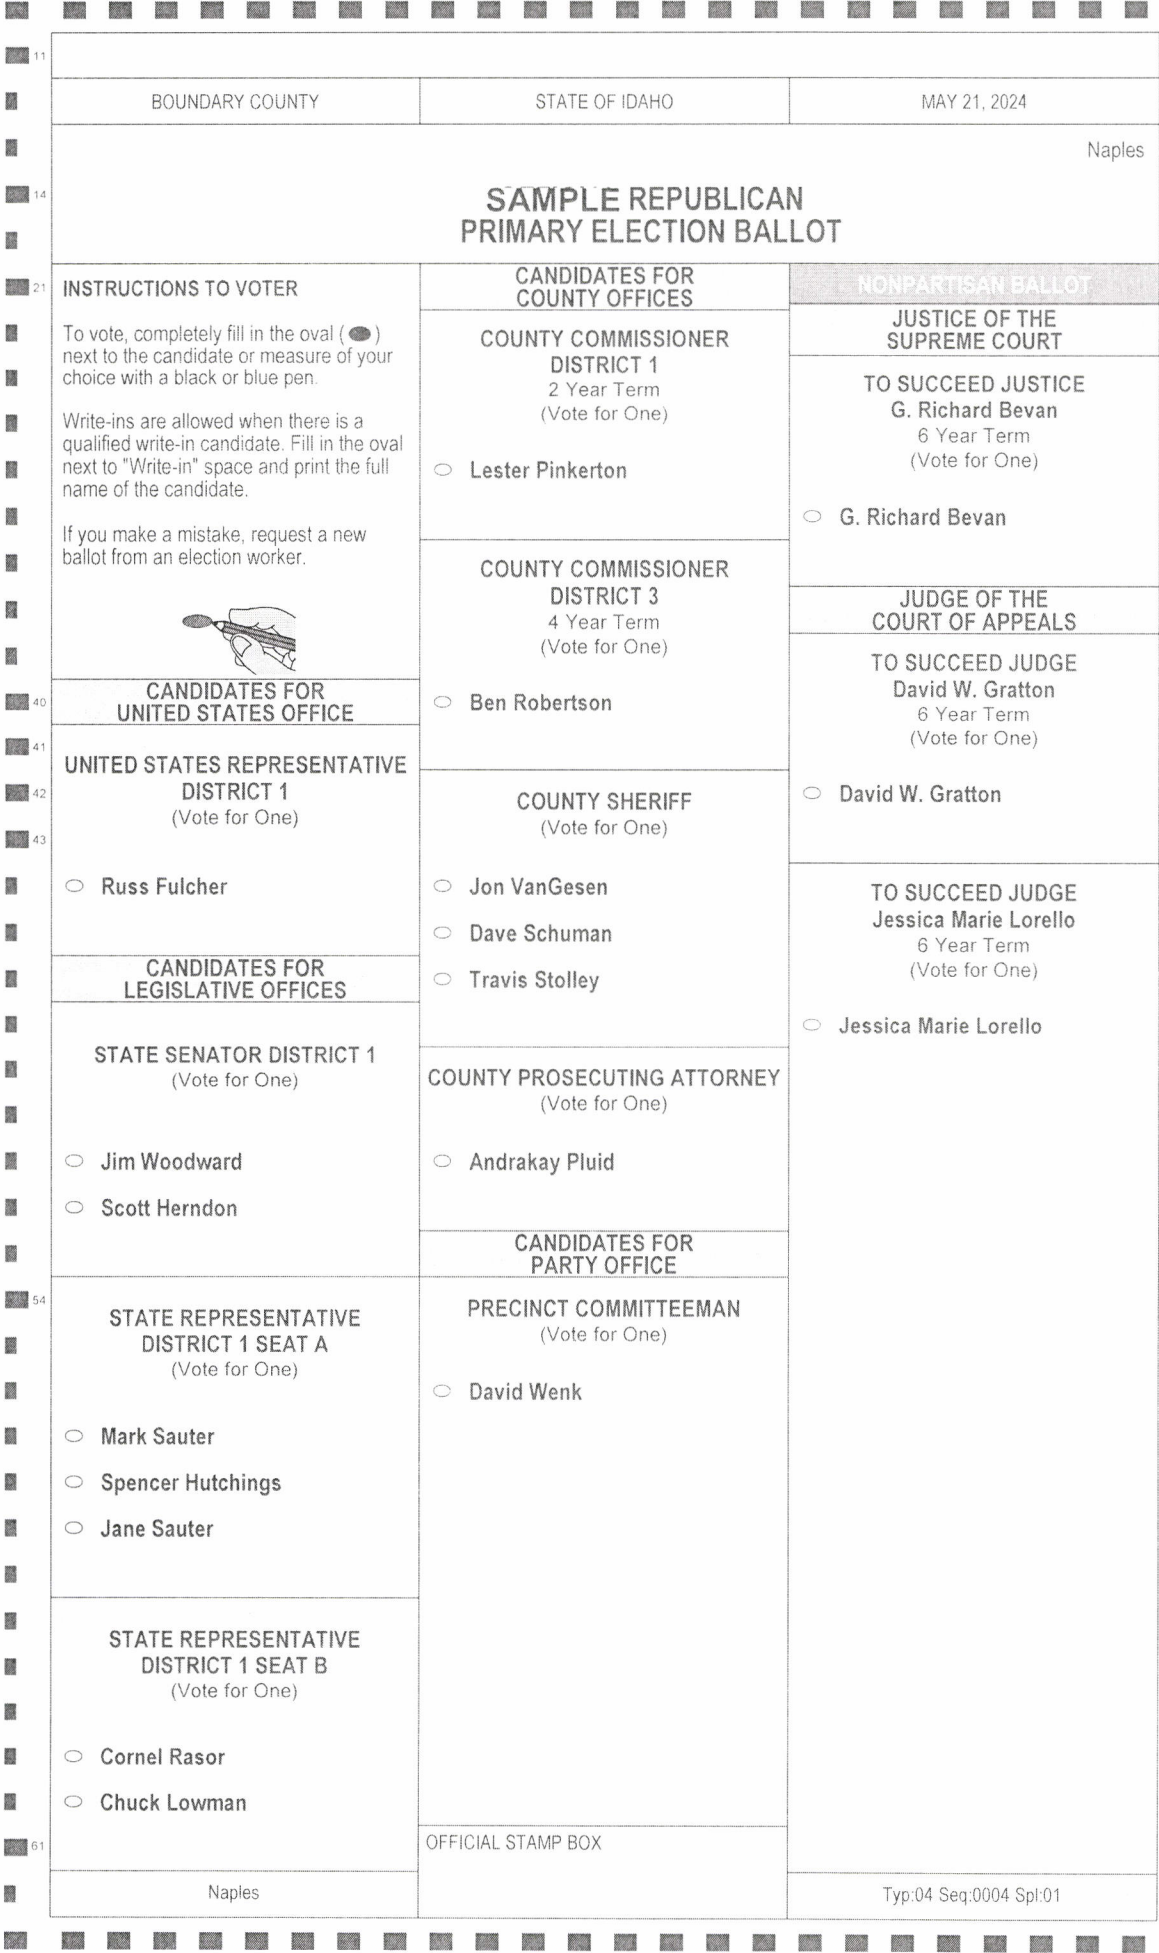 11
BOUNDARY COUNTY
STATE OF IDAHO
MAY 21, 2024
Naples
14
SAMPLE REPUBLICAN
PRIMARY ELECTION BALLOT
21
INSTRUCTIONS TO VOTER
To vote, completely fill in the oval ( )
next to the candidate or measure of your
choice with a black or blue pen.
Write-ins are allowed when there is a
qualified write-in candidate. Fill in the oval
next to "Write-in" space and print the full
name of the candidate.
If you make a mistake, request a new
ballot from an election worker.
40
CANDIDATES FOR
UNITED STATES OFFICE
41
UNITED STATES REPRESENTATIVE
42
DISTRICT 1
(Vote for One)
43
Russ Fulcher
CANDIDATES FOR
LEGISLATIVE OFFICES
STATE SENATOR DISTRICT 1
(Vote for One)
Jim Woodward
Scott Herndon
54
STATE REPRESENTATIVE
DISTRICT 1 SEAT A
(Vote for One)
Mark Sauter
Spencer Hutchings
Jane Sauter
STATE REPRESENTATIVE
DISTRICT 1 SEAT B
(Vote for One)
Cornel Rasor
Chuck Lowman
61
Naples
CANDIDATES FOR
COUNTY OFFICES
COUNTY COMMISSIONER
DISTRICT 1
2 Year Term
(Vote for One)
Lester Pinkerton
COUNTY COMMISSIONER
DISTRICT 3
4 Year Term
(Vote for One)
Ben Robertson
COUNTY SHERIFF
(Vote for One)
Jon VanGesen
Dave Schuman
Travis Stolley
COUNTY PROSECUTING ATTORNEY
(Vote for One)
Andrakay Pluid
CANDIDATES FOR
PARTY OFFICE
PRECINCT COMMITTEEMAN
(Vote for One)
David Wenk
OFFICIAL STAMP BOX
NONPARTISAN BALLOT
JUSTICE OF THE
SUPREME COURT
TO SUCCEED JUSTICE
G. Richard Bevan
6 Year Term
(Vote for One)
G. Richard Bevan
JUDGE OF THE
COURT OF APPEALS
TO SUCCEED JUDGE
David W. Gratton
6 Year Term
(Vote for One)
David W. Gratton
TO SUCCEED JUDGE
Jessica Marie Lorello
6 Year Term
(Vote for One)
Jessica Marie Lorello
Typ:04 Seq:0004 Spl:01